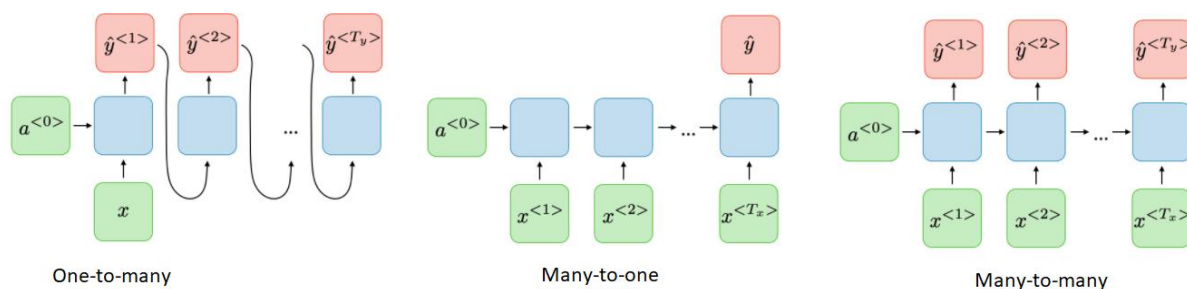 ŷ<1> ŷ<2> ... ŷ<Ty>
a<0> ...
x
One-to-many
ŷ
a<0> ...
x<1> x<2> x<Tx>
Many-to-one
ŷ<1> ŷ<2> ŷ<Ty>
a<0> ...
x<1> x<2> x<Tx>
Many-to-many